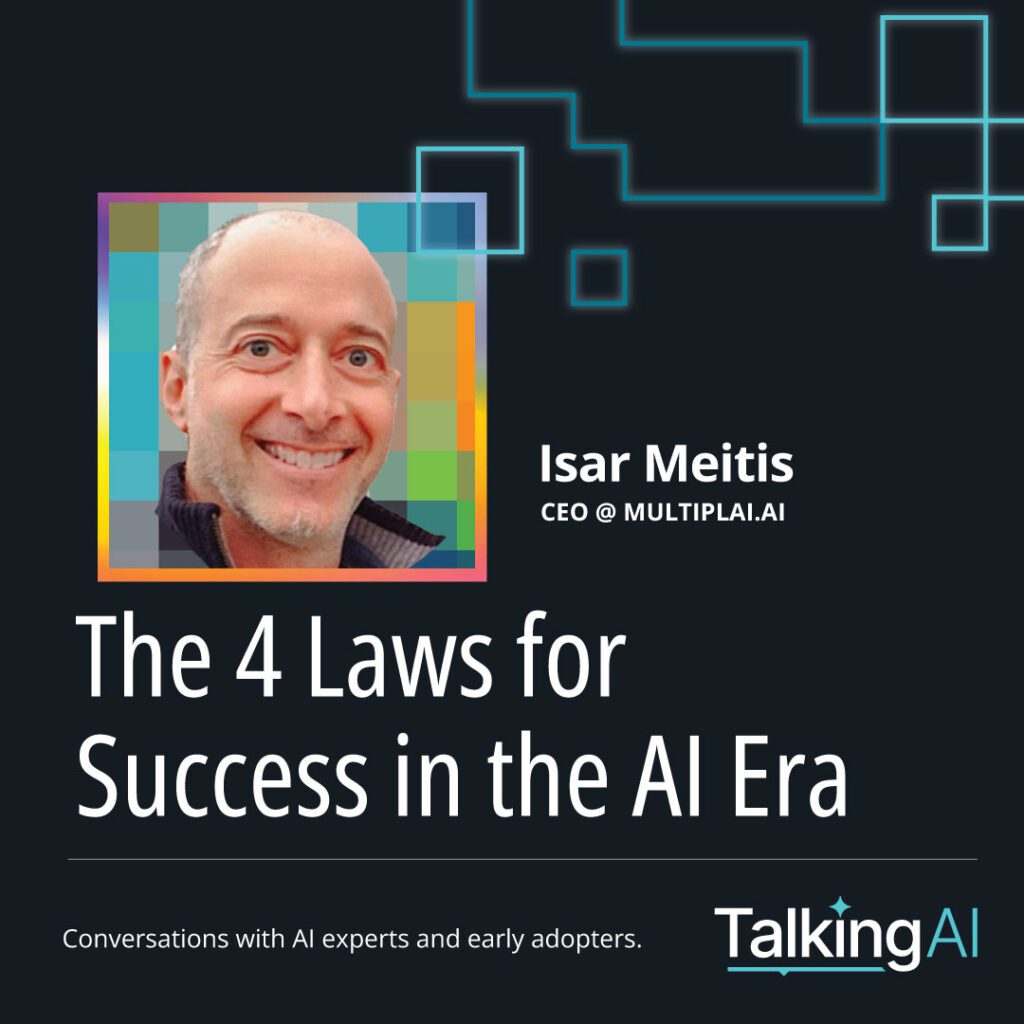 Isar Meitis
CEO @ MULTIPLAI.AI
The 4 Laws for
Success in the AI Era
Conversations with AI experts and early adopters.
TalkingAI